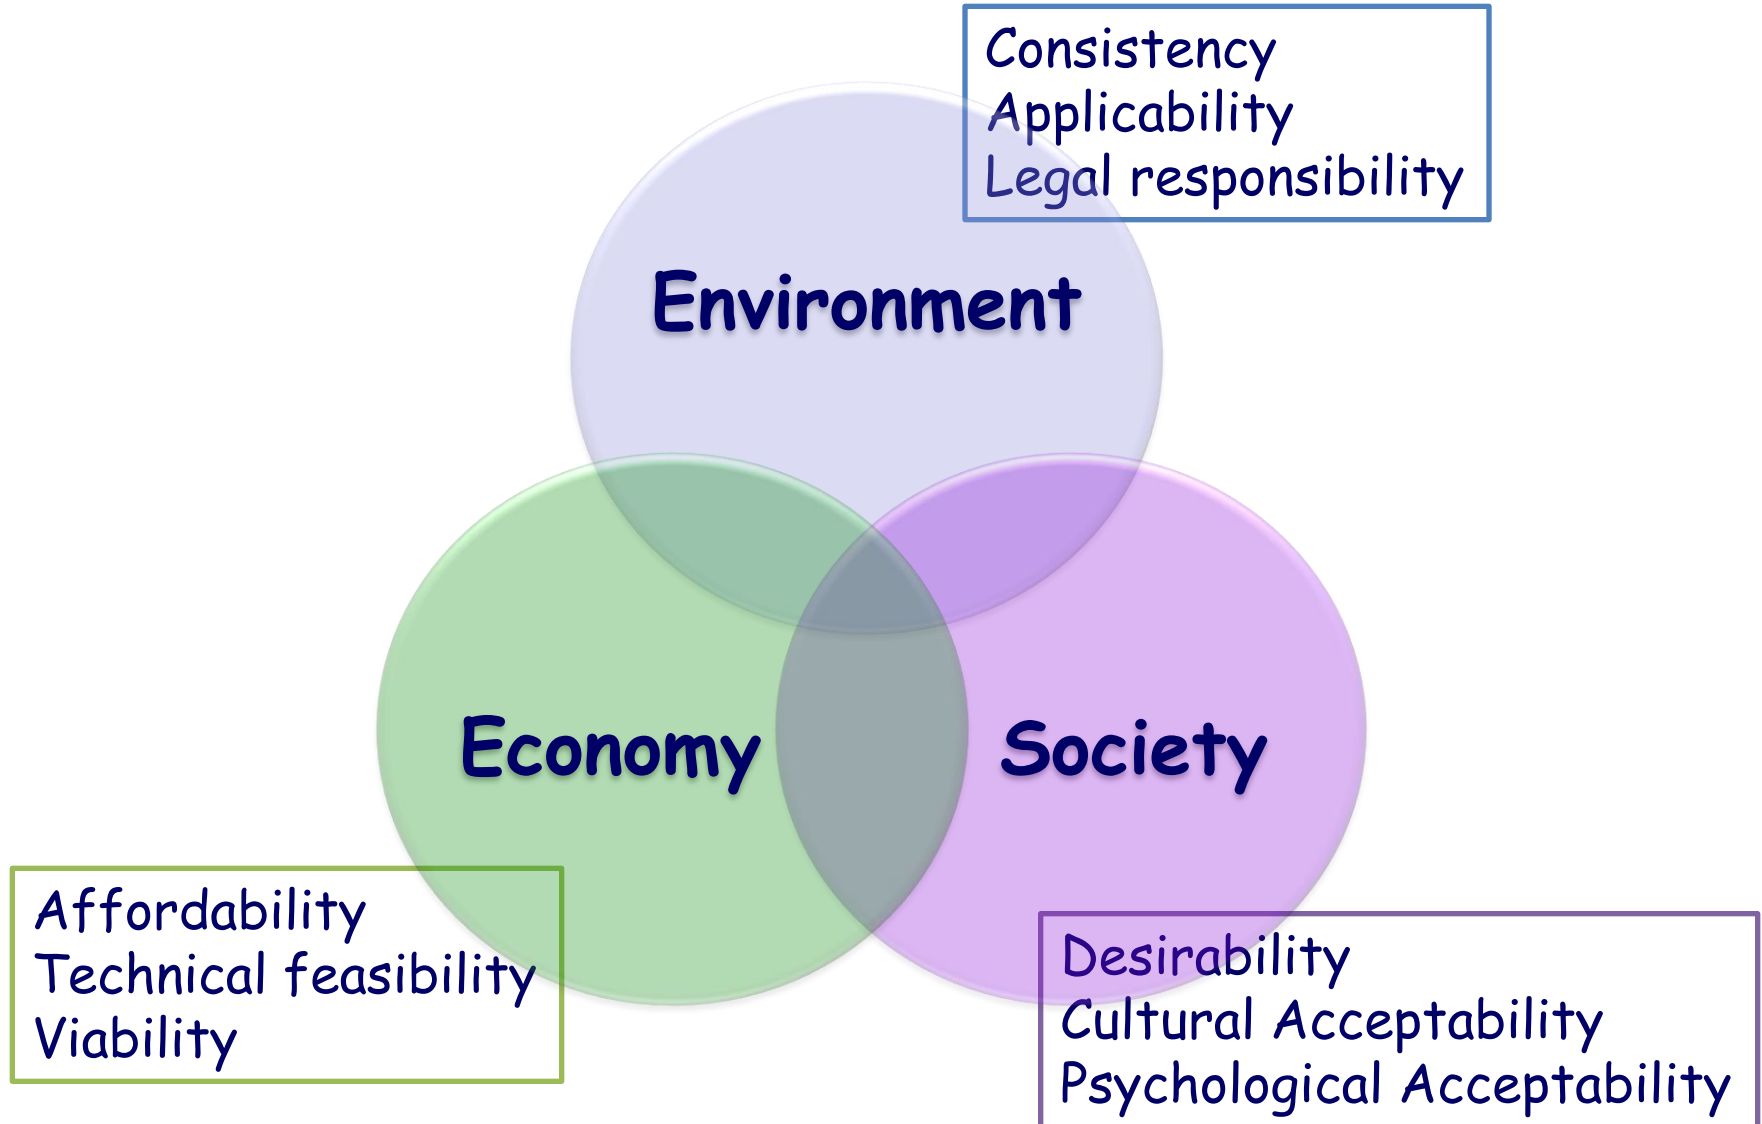 Consistency
Applicability
Legal responsibility
Environment
Economy
Society
Affordability
Technical feasibility
Viability
Desirability
Cultural Acceptability
Psychological Acceptability